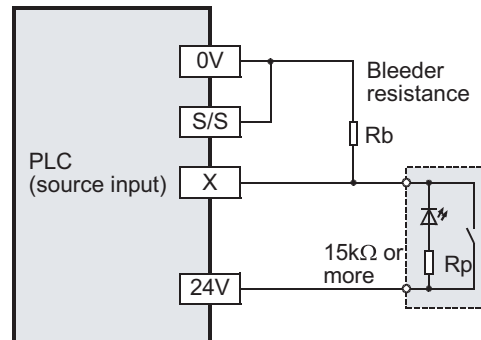 0V
Bleeder
resistance
S/S
Rb
PLC
(source input)
X
15kΩ or
more
Rp
24V